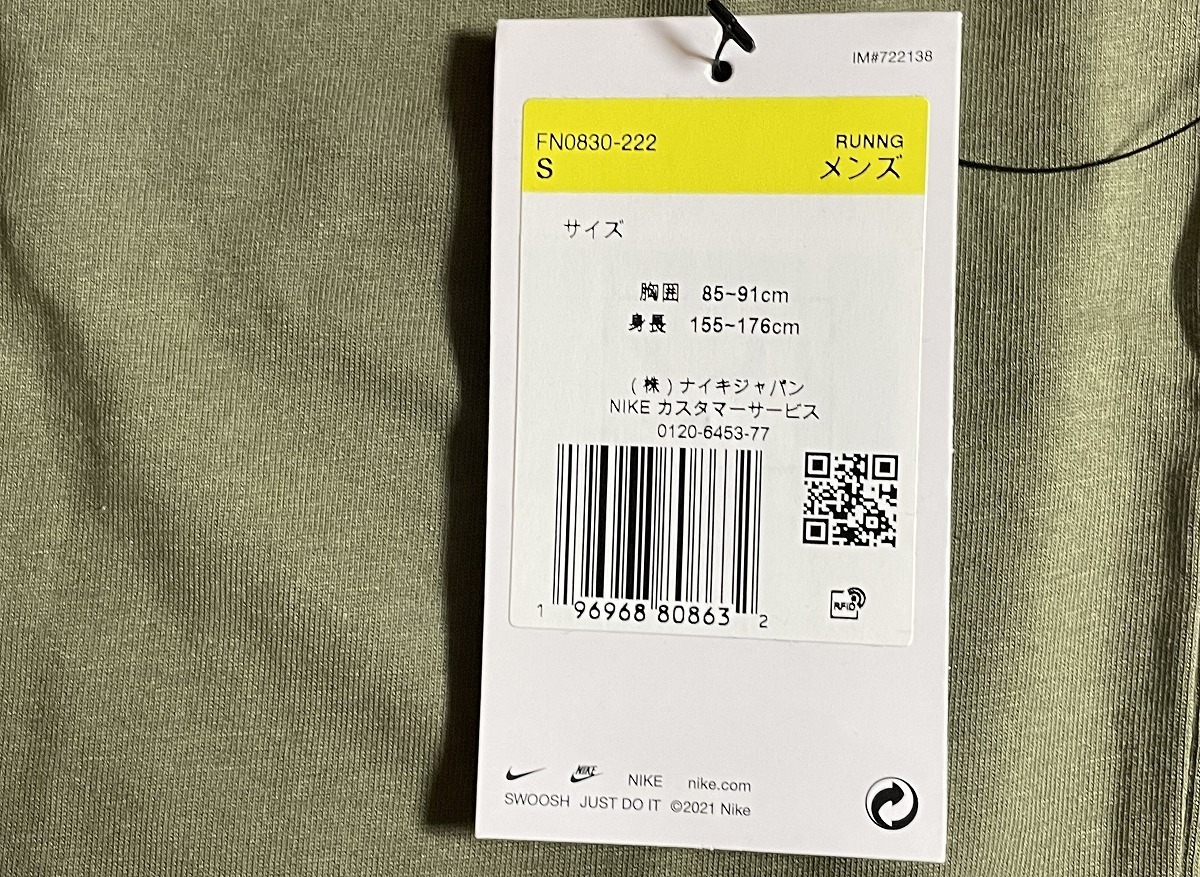 IM#722138
FN0830-222 RUNNG
S メンズ
サイズ
胸囲 85~91cm
身長 155~176cm
(株)ナイキジャパン
NIKE カスタマーサービス
0120-6453-77
1 96968 80863 2
RFID
NIKE NIKE nike.com
SWOOSH JUST DO IT ©2021 Nike